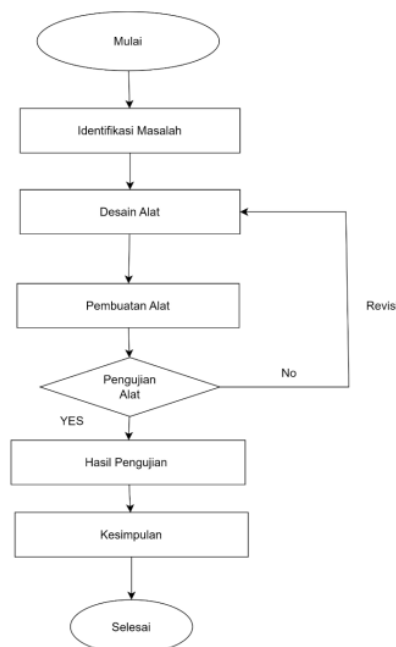 Mulai
Identifikasi Masalah
Desain Alat
Pembuatan Alat
Revis
Pengujian
Alat
No
YES
Hasil Pengujian
Kesimpulan
Selesai